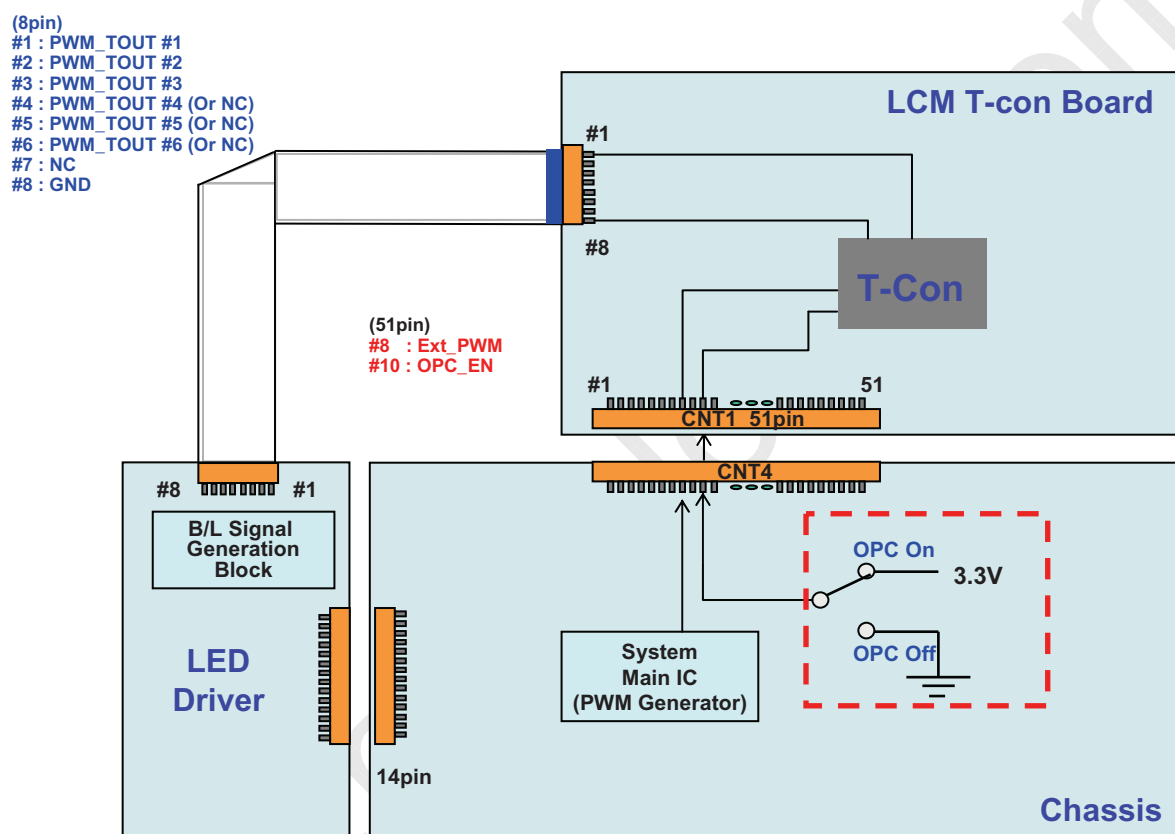 (8pin)
#1 : PWM_TOUT #1
#2 : PWM_TOUT #2
#3 : PWM_TOUT #3
#4 : PWM_TOUT #4 (Or NC)
#5 : PWM_TOUT #5 (Or NC)
#6 : PWM_TOUT #6 (Or NC)
#7 : NC
#8 : GND
LCM T-con Board
#1
#8
T-Con
(51pin)
#8 : Ext_PWM
#10 : OPC_EN
#1
51
CNT1 51pin
CNT4
#8
#1
B/L Signal
Generation
Block
LED
Driver
14pin
System
Main IC
(PWM Generator)
OPC On
3.3V
OPC Off
Chassis